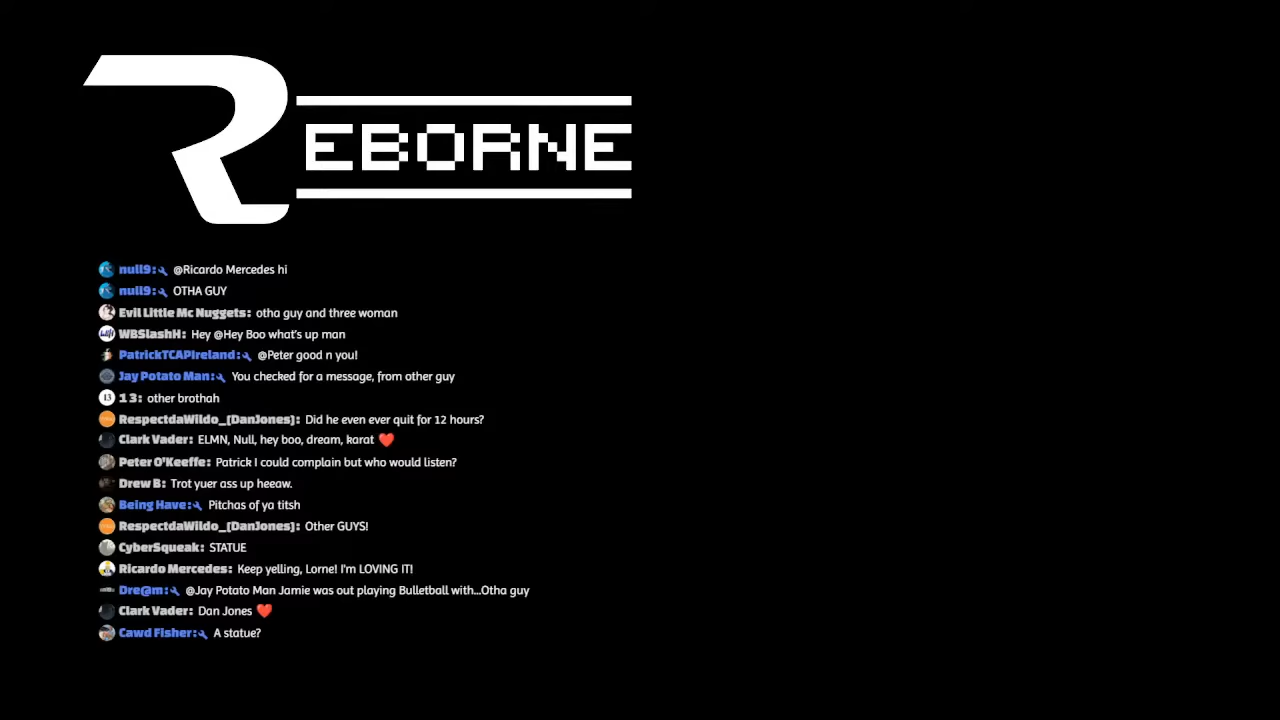 REBORNE
null9: @Ricardo Mercedes hi
null9: OTHA GUY
Evil Little Mc Nuggets: otha guy and three woman
WBSlashH: Hey @Hey Boo what's up man
PatrickTCAPIreland: @Peter good n you!
Jay Potato Man: You checked for a message, from other guy
13 1 3: other brothah
RespectdaWildo_(DanJones): Did he even ever quit for 12 hours?
Clark Vader: ELMN, Null, hey boo, dream, karat ❤️
Peter O'Keeffe: Patrick I could complain but who would listen?
Drew B: Trot yuer ass up heeaw.
Being Have: Pitchas of ya titsh
RespectdaWildo_(DanJones): Other GUYS!
CyberSqueak: STATUE
Ricardo Mercedes: Keep yelling, Lorne! I'm LOVING IT!
Dre@m: @Jay Potato Man Jamie was out playing Bulletball with...Otha guy
Clark Vader: Dan Jones ❤️
Cawd Fisher: A statue?